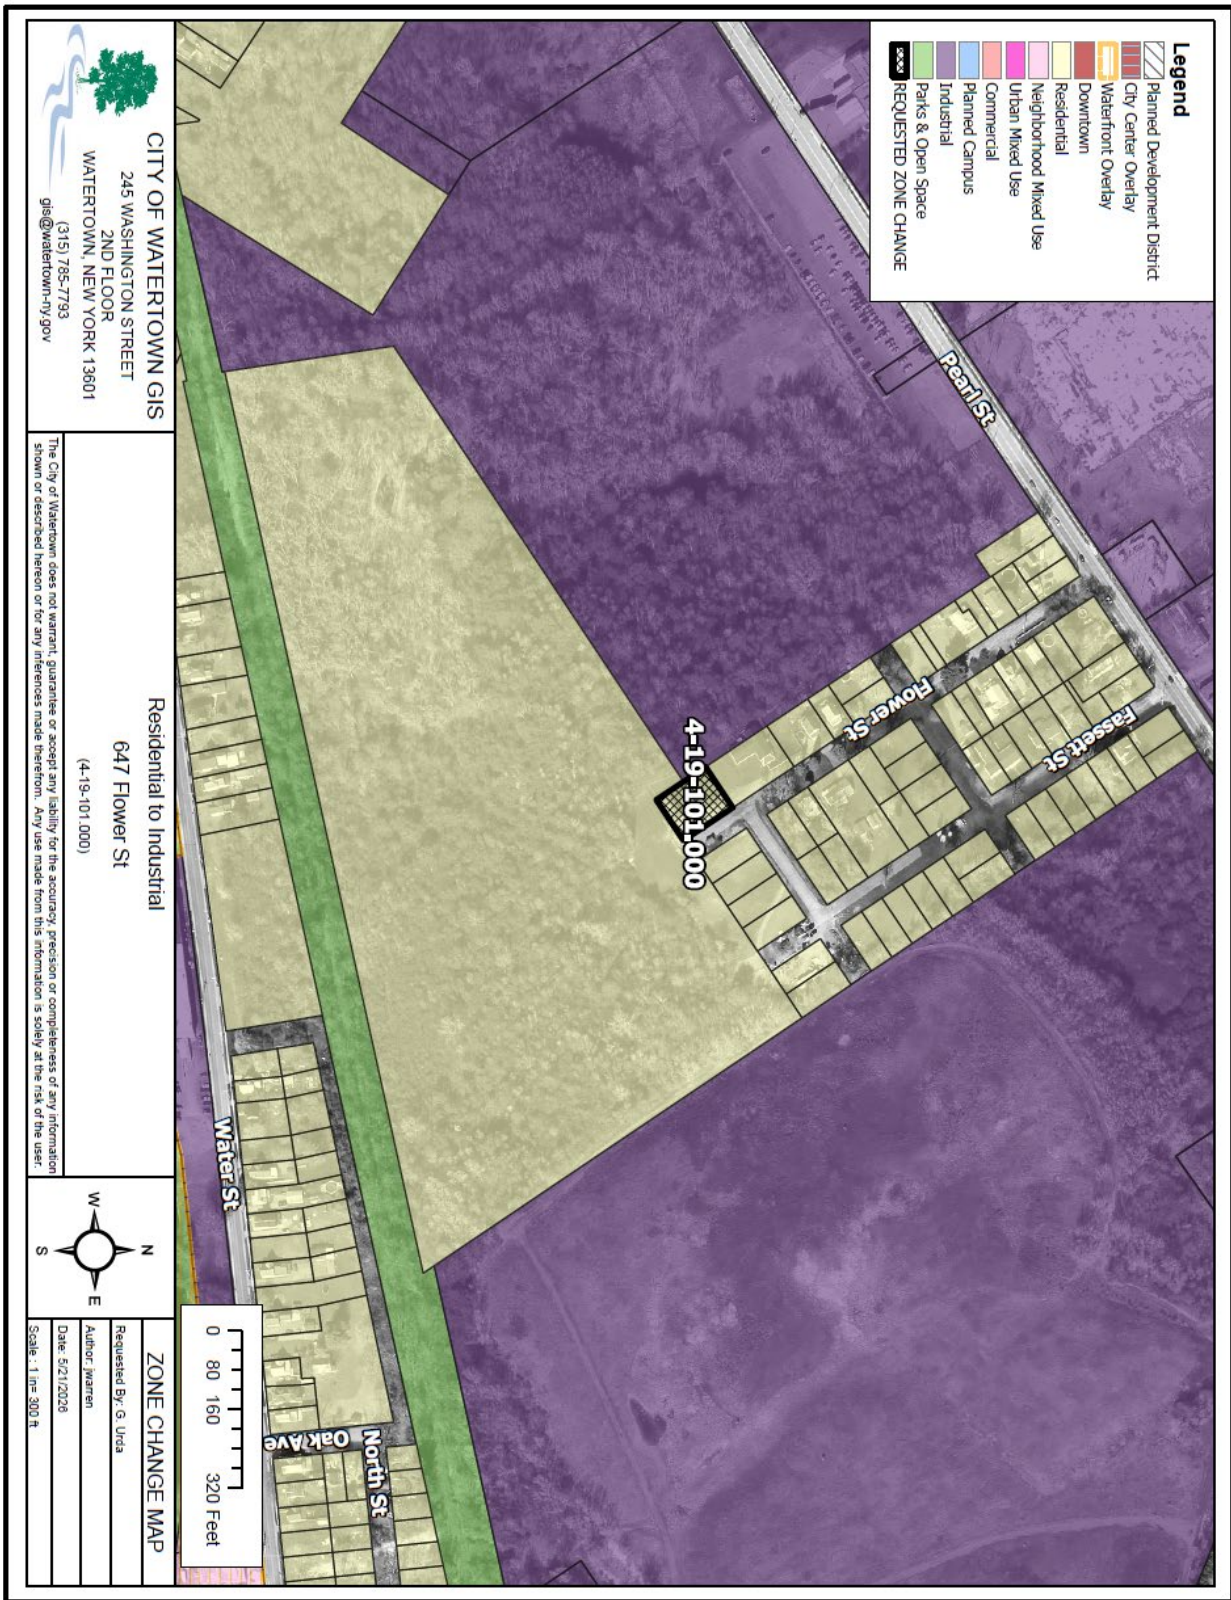 Legend
Planned Development District
City Center Overlay
Waterfront Overlay
Downtown
Residential
Neighborhood Mixed Use
Urban Mixed Use
Commercial
Planned Campus
Industrial
Parks & Open Space
REQUESTED ZONE CHANGE
Pearl St
Flower St
Fassett St
4-19-101.000
Water St
Oak Ave
North St
0 80 160 320 Feet
CITY OF WATERTOWN GIS
245 WASHINGTON STREET
2ND FLOOR
WATERTOWN, NEW YORK 13601
(315) 785-7793
gis@watertown-ny.gov
Residential to Industrial
647 Flower St
(4-19-101.000)
The City of Watertown does not warrant, guarantee or accept any liability for the accuracy, precision or completeness of any information
shown or described hereon or for any inferences made therefrom. Any use made from this information is solely at the risk of the user.
N
W
E
S
ZONE CHANGE MAP
Requested By: G. Urda
Author: jwarren
Date: 5/21/2026
Scale : 1 in= 300 ft